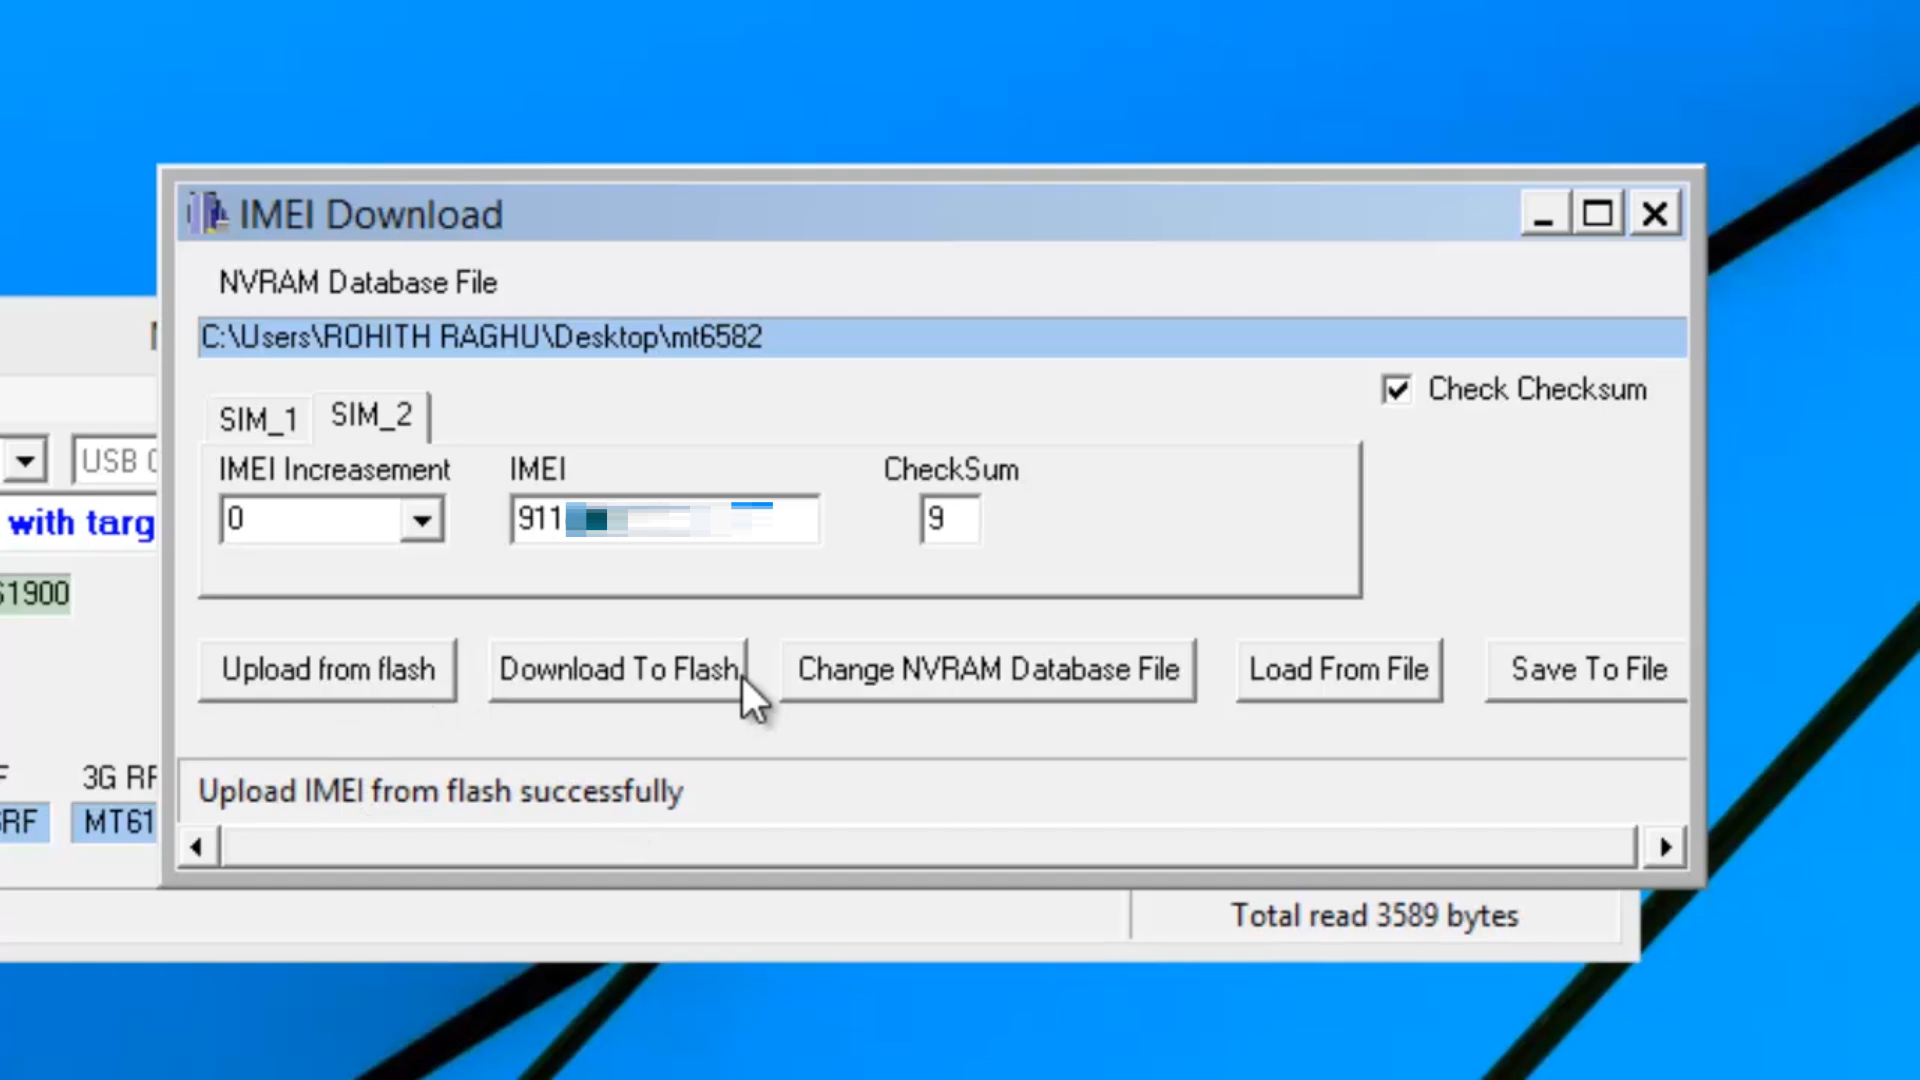 IMEI Download
NVRAM Database File
C:\Users\ROHITH RAGHU\Desktop\mt6582
Check Checksum
SIM_1 SIM_2
USB
IMEI Increasement IMEI CheckSum
0 911 9
with targ
1900
Upload from flash Download To Flash Change NVRAM Database File Load From File Save To File
3G RF
Upload IMEI from flash successfully
RF MT61
Total read 3589 bytes